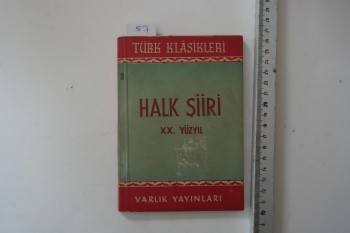 57
TÜRK KLÂSİKLERİ
HALK ŞİİRİ
XX. YÜZYIL
VARLIK YAYINLARI